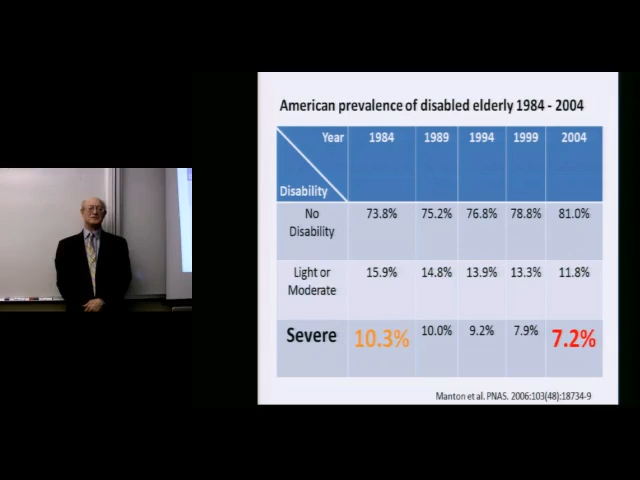 American prevalence of disabled elderly 1984 - 2004
Year 1984 1989 1994 1999 2004
Disability
No Disability 73.8% 75.2% 76.8% 78.8% 81.0%
Light or Moderate 15.9% 14.8% 13.9% 13.3% 11.8%
Severe 10.3% 10.0% 9.2% 7.9% 7.2%
Manton et al. PNAS. 2006:103(48):18734-9